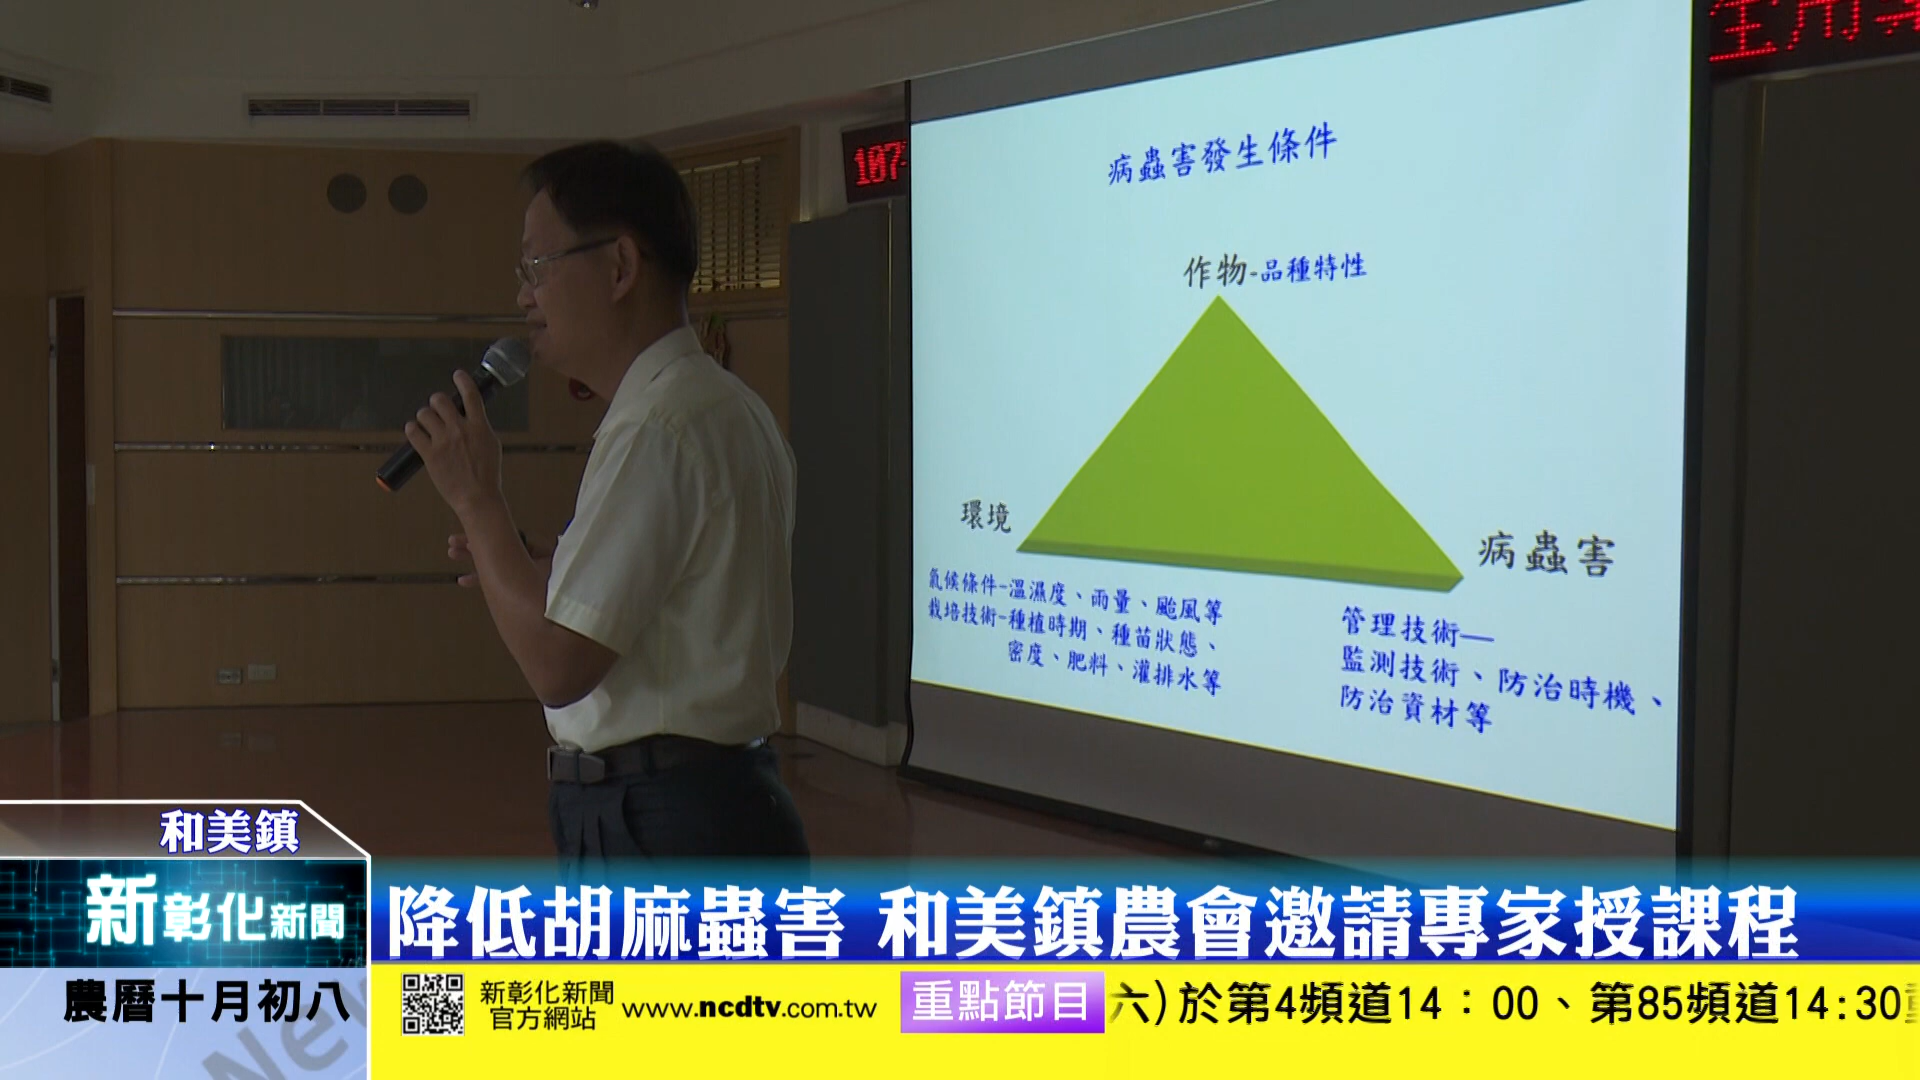 生用藥
107
病蟲害發生條件
作物-品種特性
環境
病蟲害
氣候條件-溫濕度、雨量、颱風等
栽培技術-種植時期、種苗狀態、
密度、肥料、灌排水等
管理技術—
監測技術、防治時機、
防治資材等
和美鎮
新彰化新聞
降低胡麻蟲害 和美鎮農會邀請專家授課程
農曆十月初八
新彰化新聞
官方網站
www.ncdtv.com.tw
重點節目
六)於第4頻道14：00、第85頻道14:30